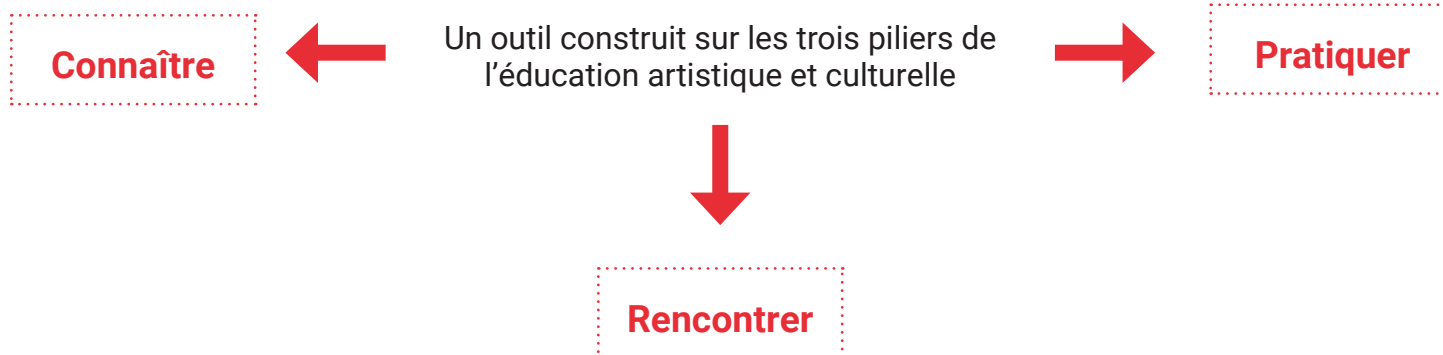 Connaître
Un outil construit sur les trois piliers de
l’éducation artistique et culturelle
Pratiquer
Rencontrer